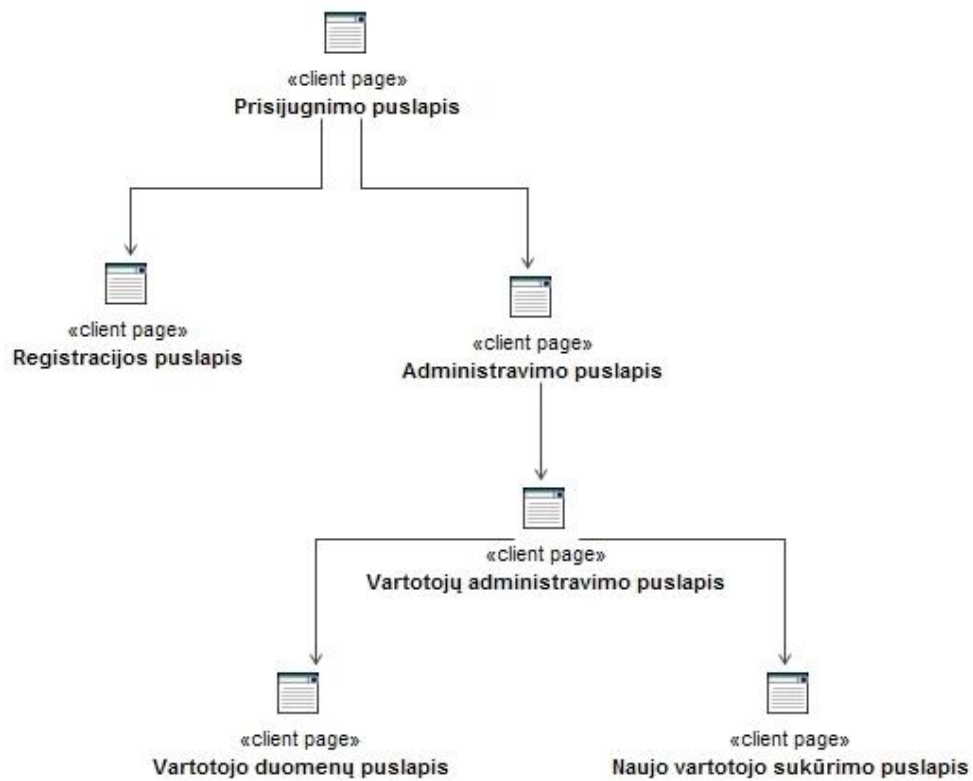 «client page»
Prisijugnimo puslapis
«client page»
Registracijos puslapis
«client page»
Administravimo puslapis
«client page»
Vartotojų administravimo puslapis
«client page»
Vartotojo duomenų puslapis
«client page»
Naujo vartotojo sukūrimo puslapis